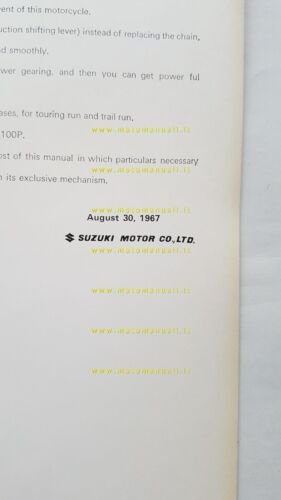 ent of this motorcycle.
uction shifting lever) instead of replacing the chain,
d smoothly.
wer gearing, and then you can get power ful
ases, for touring run and trail run.
100P.
www.motomanuali.it
ost of this manual in which particulars necessary
www.motomanuali.it
n its exclusive mechanism.
www.motomanuali.it
August 30, 1967
SUZUKI MOTOR CO.,LTD.
www.motomanuali.it
www.motomanuali.it
www.motomanuali.it
www.motomanuali.it